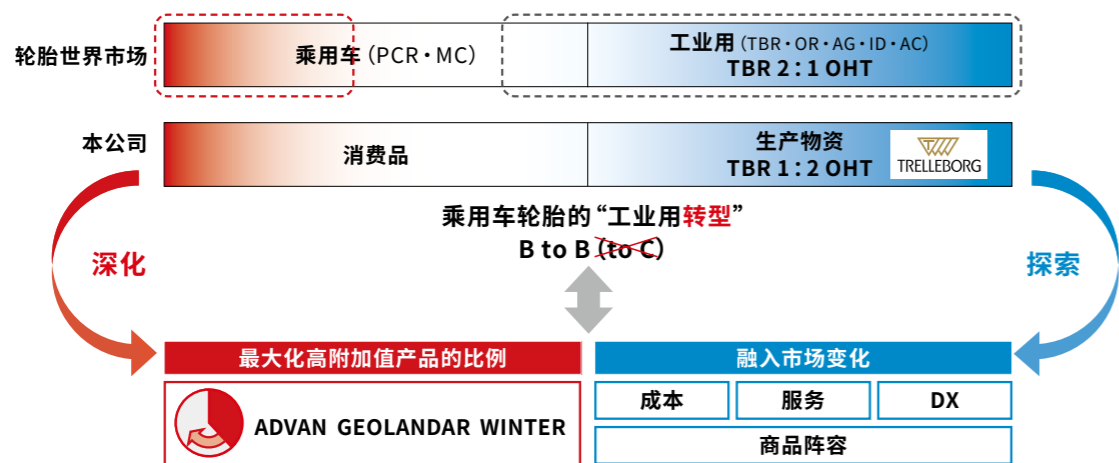 轮胎世界市场
乘用车（PCR・MC）
工业用（TBR・OR・AG・ID・AC）
TBR 2：1 OHT
本公司
消费品
生产物资
TBR 1：2 OHT
TRELLEBORG
乘用车轮胎的“工业用转型”
B to B (to C)
深化
探索
最大化高附加值产品的比例
融入市场变化
ADVAN GEOLANDAR WINTER
成本
服务
DX
商品阵容